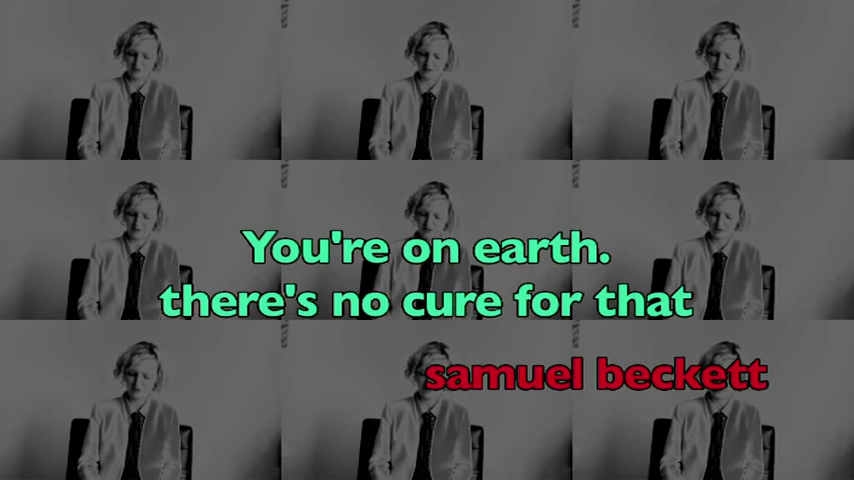 You're on earth.
there's no cure for that
samuel beckett